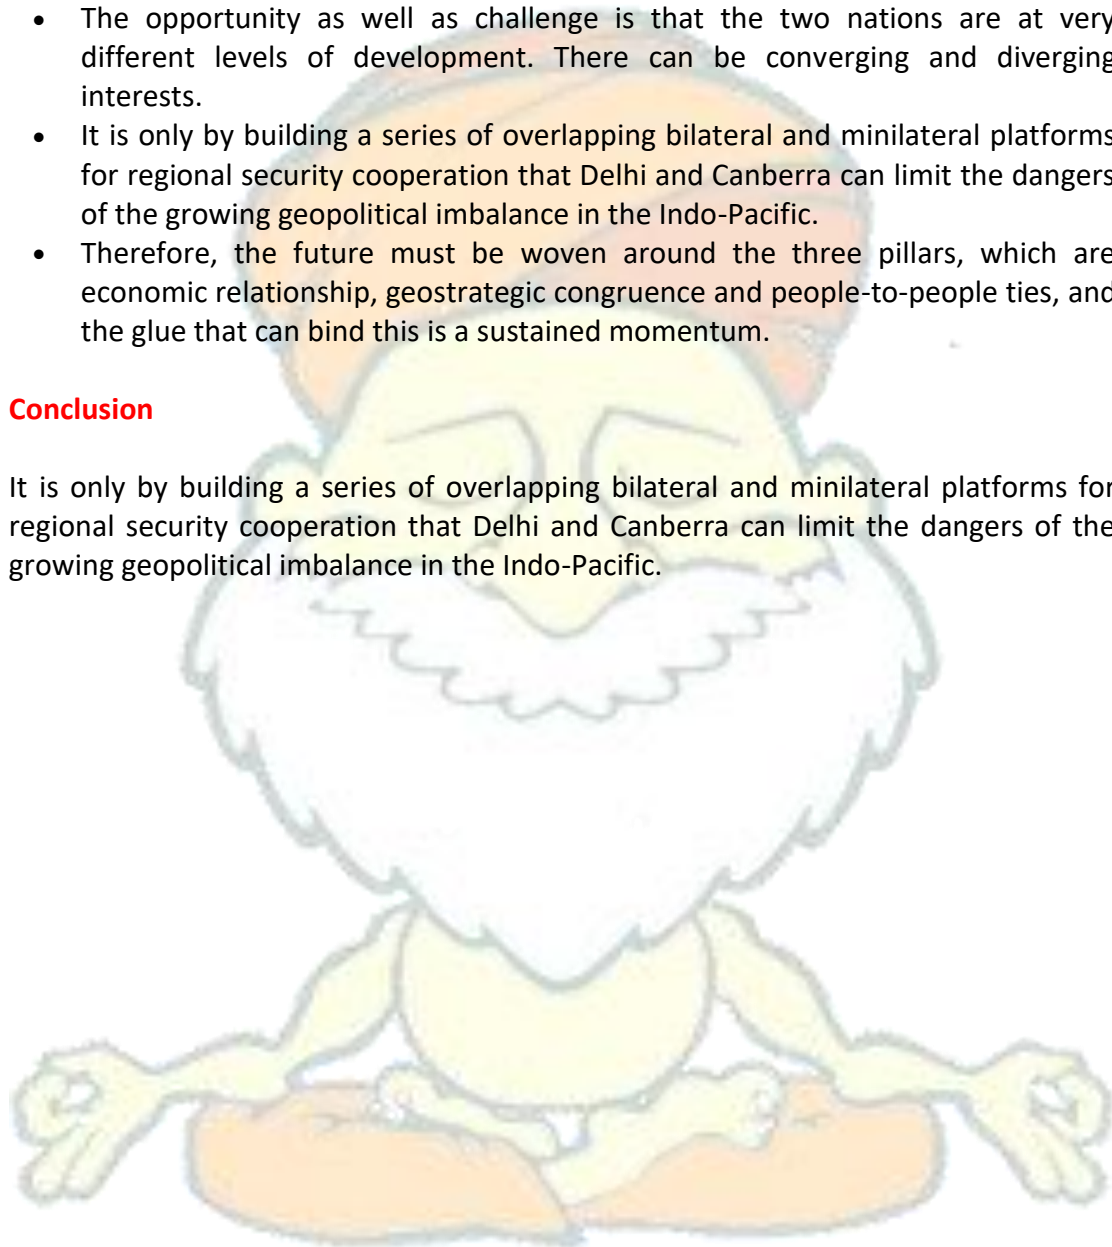 • The opportunity as well as challenge is that the two nations are at very
different levels of development. There can be converging and diverging
interests.
• It is only by building a series of overlapping bilateral and minilateral platforms
for regional security cooperation that Delhi and Canberra can limit the dangers
of the growing geopolitical imbalance in the Indo-Pacific.
• Therefore, the future must be woven around the three pillars, which are
economic relationship, geostrategic congruence and people-to-people ties, and
the glue that can bind this is a sustained momentum.
Conclusion
It is only by building a series of overlapping bilateral and minilateral platforms for
regional security cooperation that Delhi and Canberra can limit the dangers of the
growing geopolitical imbalance in the Indo-Pacific.